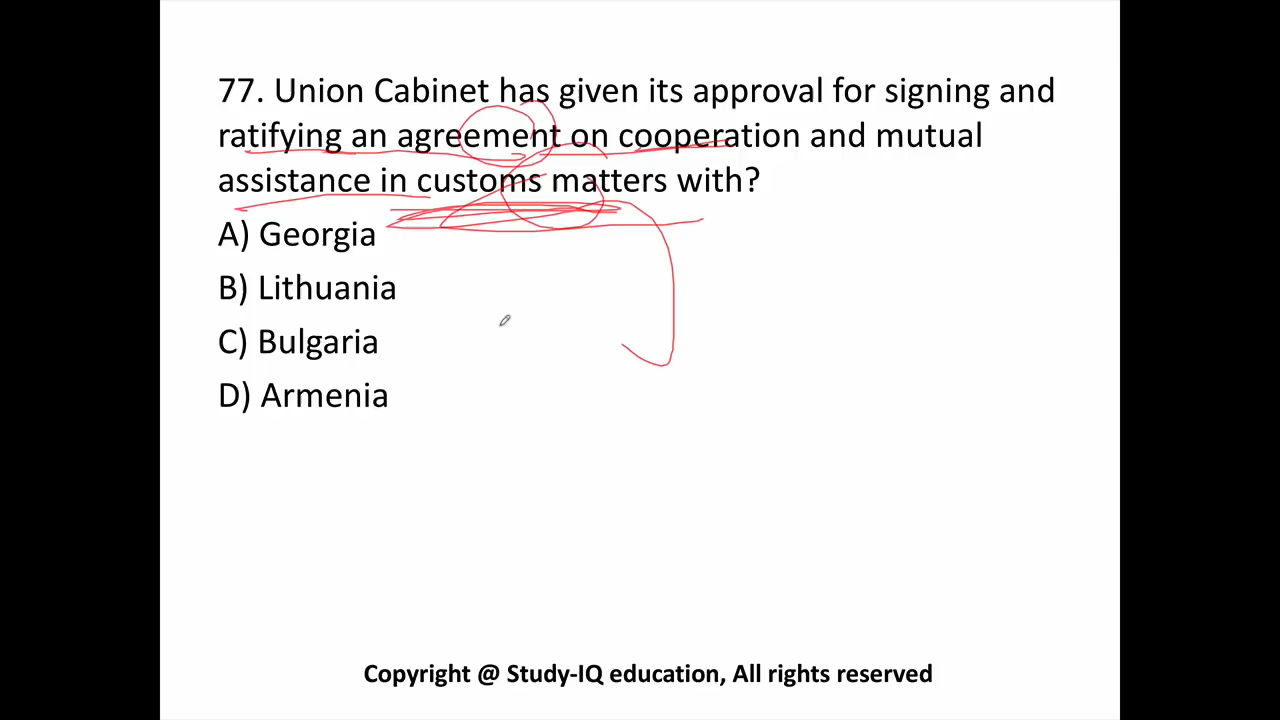 77. Union Cabinet has given its approval for signing and
ratifying an agreement on cooperation and mutual
assistance in customs matters with?
A) Georgia
B) Lithuania
C) Bulgaria
D) Armenia
Copyright @ Study-IQ education, All rights reserved